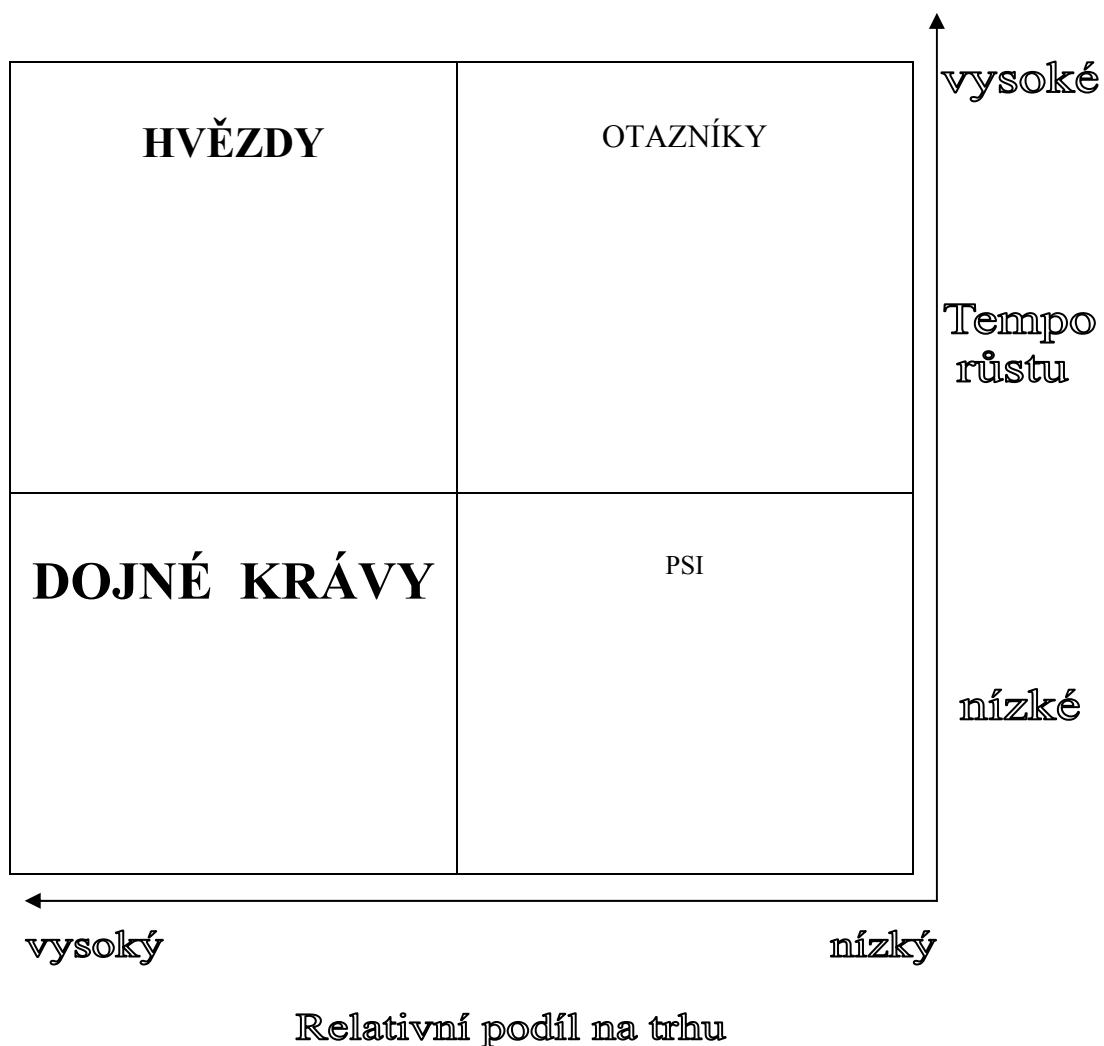 vysoké
HVĚZDY
OTAZNÍKY
Tempo
růstu
DOJNÉ KRÁVY
PSI
nízké
vysoký
nízký
Relativní podíl na trhu